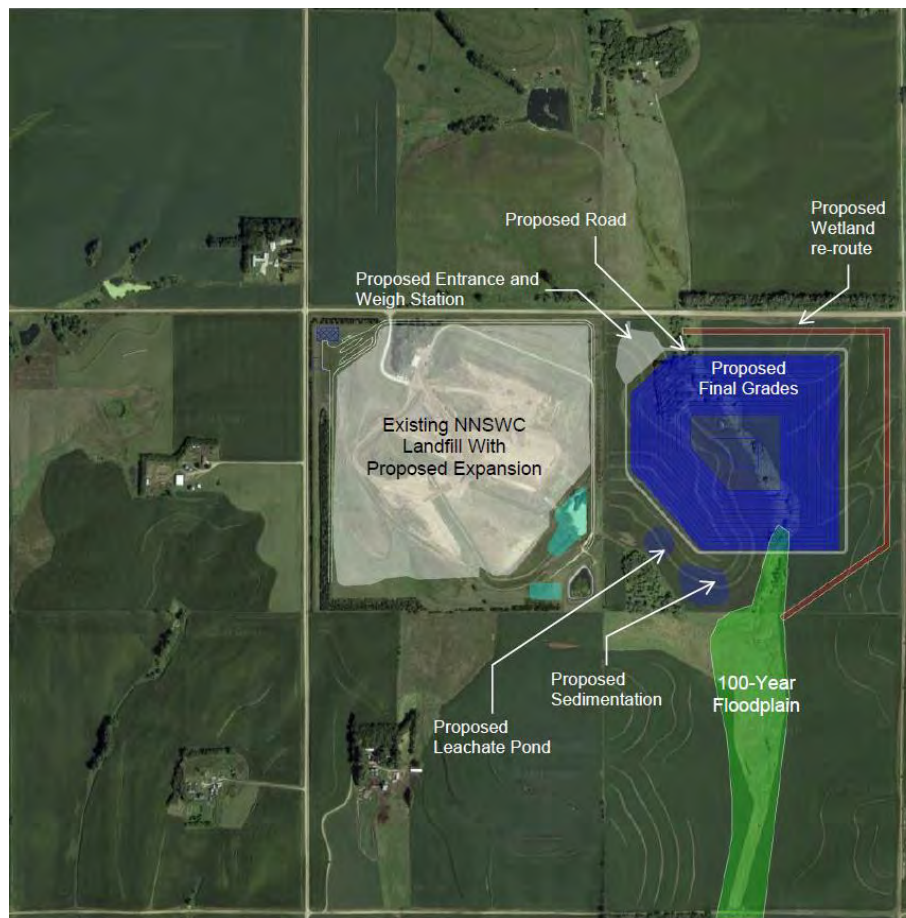 Proposed
Wetland
re-route
Proposed Road
Proposed Entrance and
Weigh Station
Proposed
Final Grades
Existing NNSWC
Landfill With
Proposed Expansion
100-Year
Floodplain
Proposed
Sedimentation
Proposed
Leachate Pond